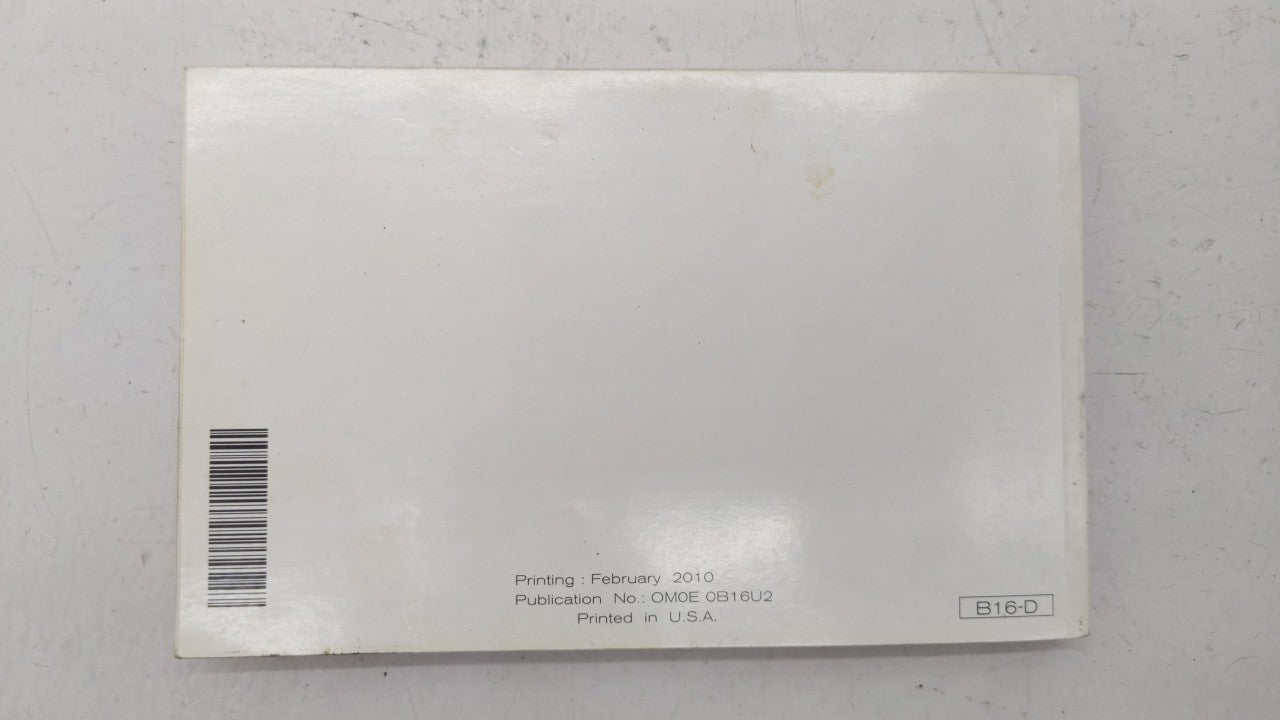 Printing : February 2010
Publication No.: OM0E 0B16U2
Printed in U.S.A.
B16-D